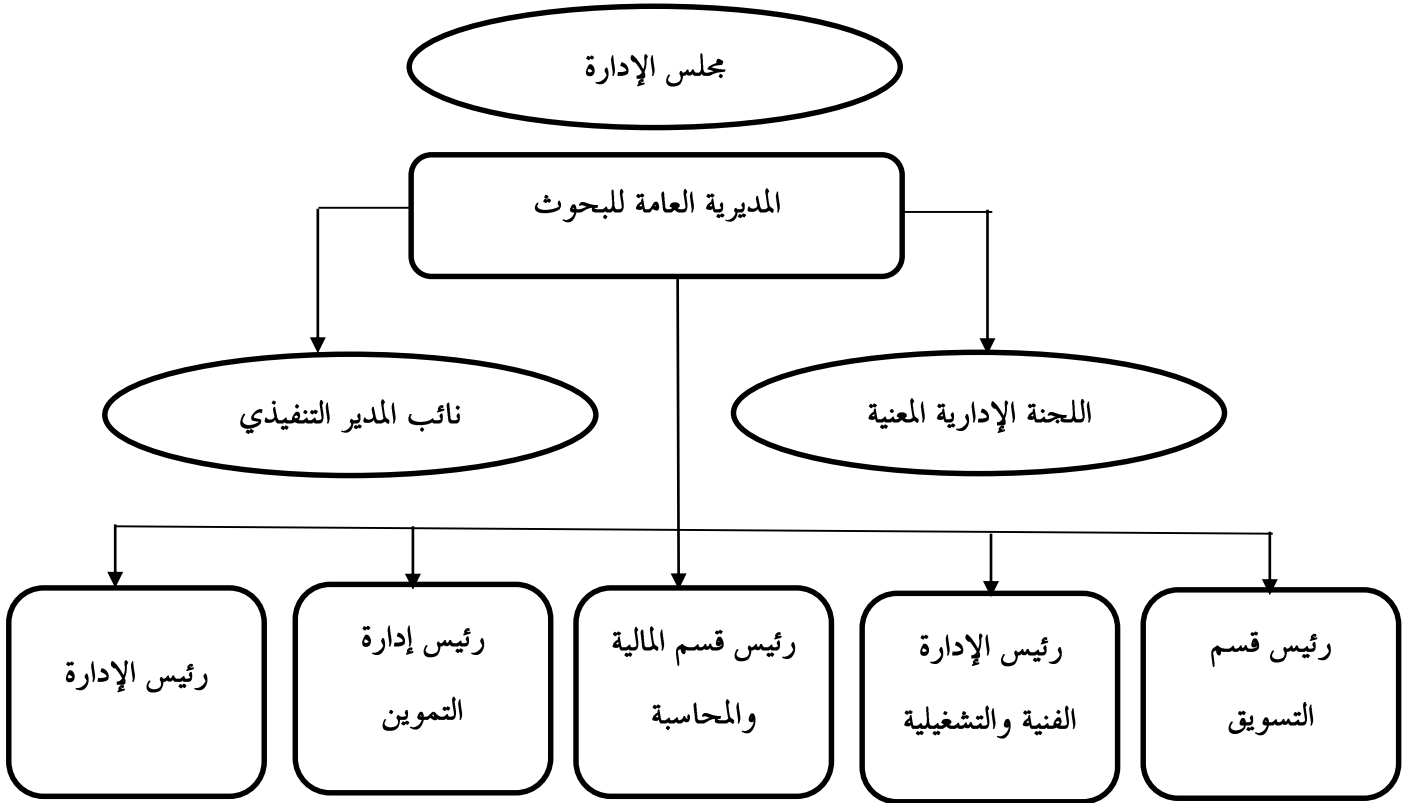 مجلس الإدارة
المديرية العامة للبحوث
اللجنة الإدارية المعنية
نائب المدير التنفيذي
رئيس قسم
التسويق
رئيس الإدارة
الفنية والتشغيلية
رئيس قسم المالية
والمحاسبة
رئيس إدارة
التموين
رئيس الإدارة